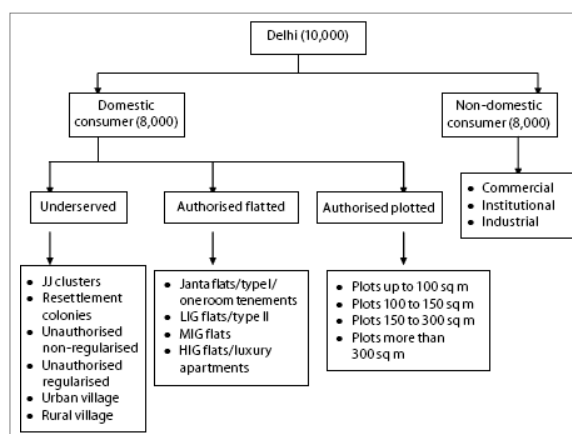 Delhi (10,000)
Domestic
consumer (8,000)
Non-domestic
consumer (8,000)
Underserved
Authorised flatted
Authorised plotted
• Commercial
• Institutional
• Industrial
• JJ clusters
• Resettlement
colonies
• Unauthorised
non-regularised
• Unauthorised
regularised
• Urban village
• Rural village
• Janta flats/type I/
one room tenements
• LIG flats/type II
• MIG flats
• HIG flats/luxury
apartments
• Plots up to 100 sq m
• Plots 100 to 150 sq m
• Plots 150 to 300 sq m
• Plots more than
300 sq m